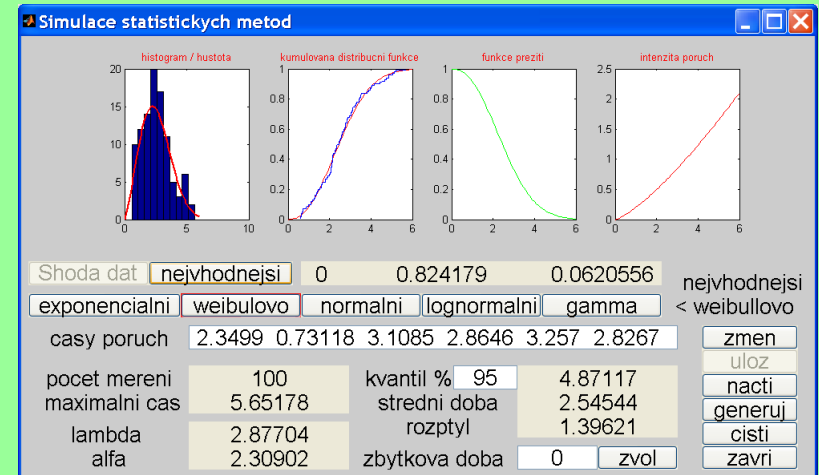 Simulace statistickych metod
histogram / hustota kumulovana distribucni funkce funkce preziti intenzita poruch
20 15 10 5 0
0 5 10
1 0.8 0.6 0.4 0.2 0
0 2 4 6
1 0.8 0.6 0.4 0.2 0
0 2 4 6
2.5 2 1.5 1 0.5 0
0 2 4 6
Shoda dat nejvhodnejsi 0 0.824179 0.0620556
nejvhodnejsi
exponencialni weibulovo normalni lognormalni gamma < weibullovo
casy poruch 2.3499 0.73118 3.1085 2.8646 3.257 2.8267 zmen
uloz
pocet mereni 100 kvantil % 95 4.87117 nacti
maximalni cas 5.65178 stredni doba 2.54544 generuj
lambda 2.87704 rozptyl 1.39621 cisti
alfa 2.30902 zbytkova doba 0 zvol zavri